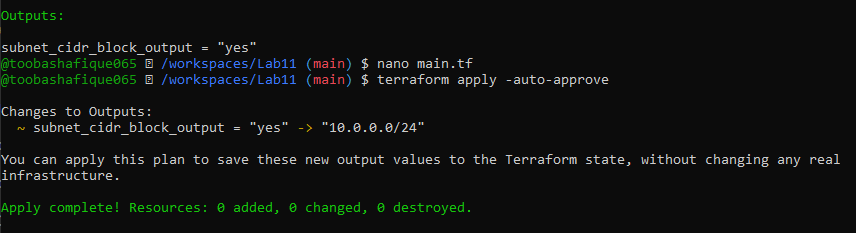 Outputs:
subnet_cidr_block_output = "yes"
@toobashafique065 /workspaces/Lab11 (main) $ nano main.tf
@toobashafique065 /workspaces/Lab11 (main) $ terraform apply -auto-approve
Changes to Outputs:
~ subnet_cidr_block_output = "yes" -> "10.0.0.0/24"
You can apply this plan to save these new output values to the Terraform state, without changing any real
infrastructure.
Apply complete! Resources: 0 added, 0 changed, 0 destroyed.